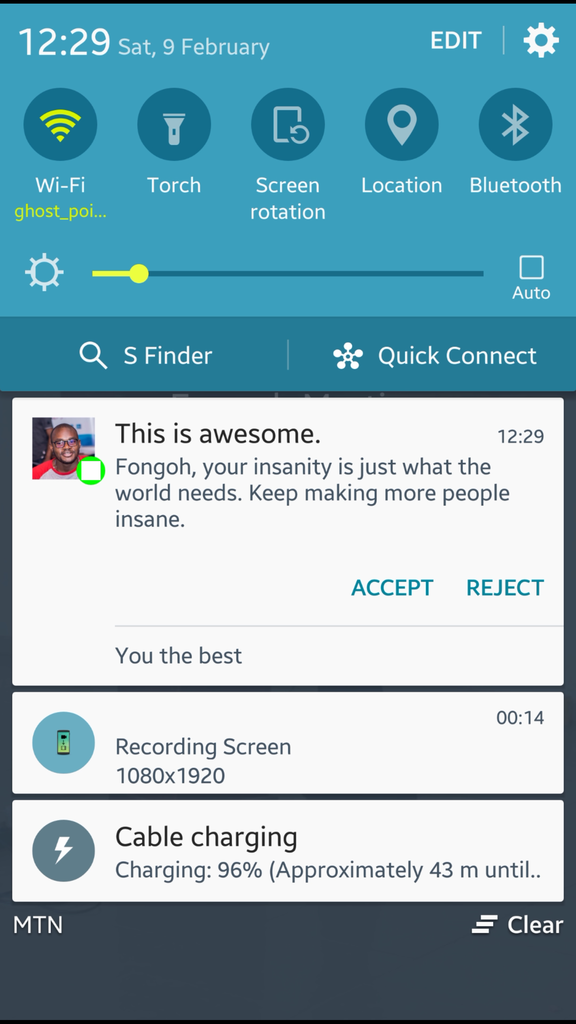 12:29 Sat, 9 February EDIT
Wi-Fi Torch Screen rotation Location Bluetooth
ghost_poi...
Auto
S Finder Quick Connect
This is awesome. 12:29
Fongoh, your insanity is just what the
world needs. Keep making more people
insane.
ACCEPT REJECT
You the best
00:14
Recording Screen
1080x1920
Cable charging
Charging: 96% (Approximately 43 m until..
MTN Clear